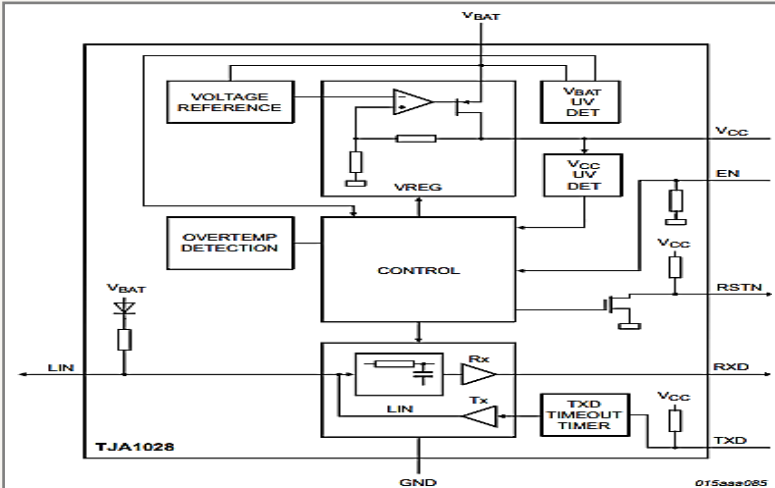 VBAT
VOLTAGE
REFERENCE
VBAT
UV
DET
VCC
VCC
UV
DET
EN
VREG
OVERTEMP
DETECTION
CONTROL
VCC
RSTN
VBAT
LIN
Rx
RXD
LIN
Tx
TXD
TIMEOUT
TIMER
VCC
TXD
TJA1028
GND
015aaa085